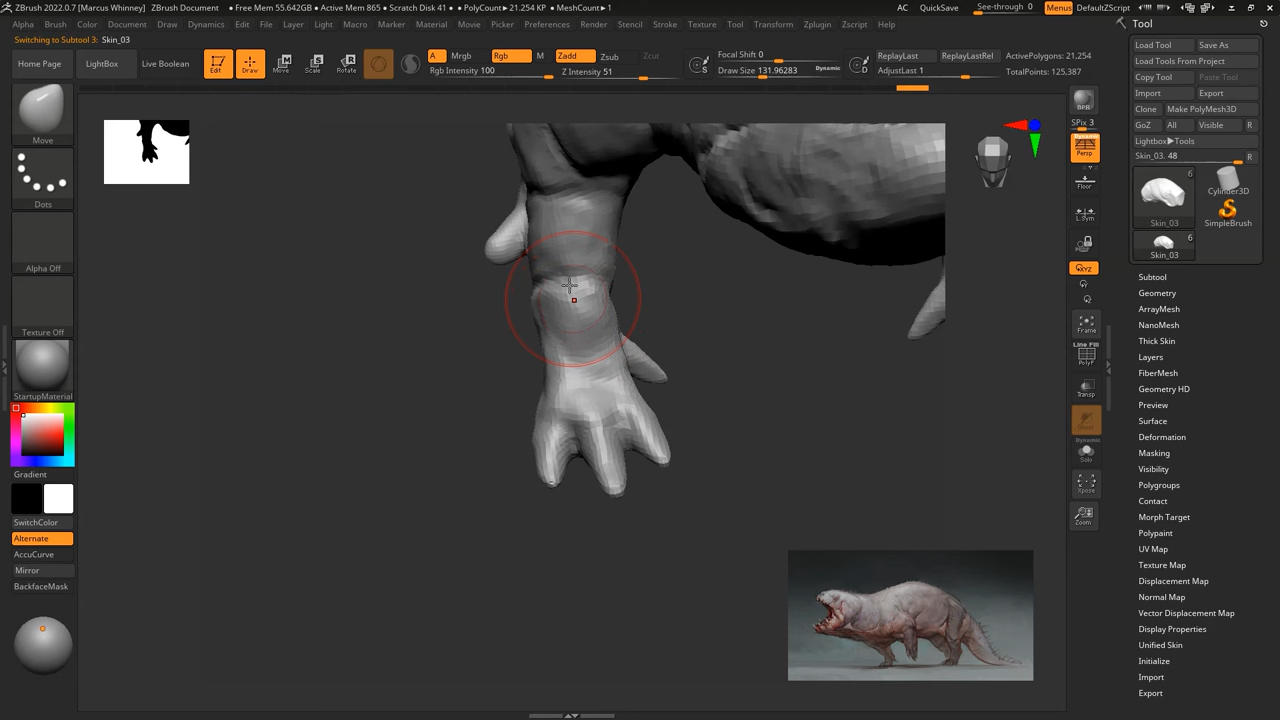 ZBrush 2022.0.7 [Marcus Whinney] ZBrush Document • Free Mem 55.642GB • Active Mem 865 • Scratch Disk 41 • PolyCount▸ 21.254 KP • MeshCount▸ 1
AC QuickSave See-through 0 Menus DefaultZScript
Alpha Brush Color Document Draw Dynamics Edit File Layer Light Macro Marker Material Movie Picker Preferences Render Stencil Stroke Texture Tool Transform Zplugin Zscript Help
Switching to Subtool 3: Skin_03
Home Page LightBox Live Boolean Edit Draw Move Scale Rotate
A Mrgb Rgb M Zadd Zsub Zcut
Rgb Intensity 100 Z Intensity 51
Focal Shift 0
Draw Size 131.96283 Dynamic
S D
ReplayLast ReplayLastRel
AdjustLast 1
ActivePolygons: 21,254
TotalPoints: 125,387
Move
Dots
Alpha Off
Texture Off
StartupMaterial
Gradient
SwitchColor
Alternate
AccuCurve
Mirror
BackfaceMask
BPR
SPix 3
Dynamic
Persp
Floor
L.Sym
XYZ
Frame
Line Fill
PolyF
Transp
Dynamic
Solo
Xpose
Zoom
Tool
Load Tool Save As
Load Tools From Project
Copy Tool Paste Tool
Import Export
Clone Make PolyMesh3D
GoZ All Visible R
Lightbox▸Tools
Skin_03. 48 R
6
Skin_03
Cylinder3D
SimpleBrush
6
Skin_03
Subtool
Geometry
ArrayMesh
NanoMesh
Thick Skin
Layers
FiberMesh
Geometry HD
Preview
Surface
Deformation
Masking
Visibility
Polygroups
Contact
Morph Target
Polypaint
UV Map
Texture Map
Displacement Map
Normal Map
Vector Displacement Map
Display Properties
Unified Skin
Initialize
Import
Export